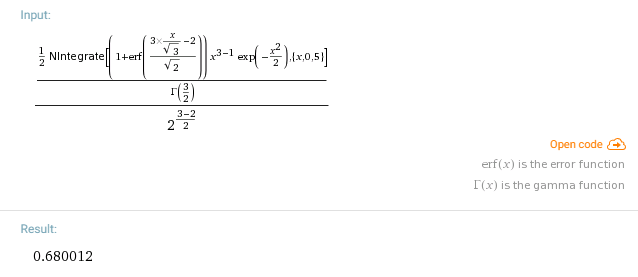 Input:
1/2 NIntegrate[(1+erf((3×x/√3 −2)/√2)) x^(3−1) exp(−x^2/2),{x,0,5}]
Γ(3/2)
2^((3−2)/2)
Open code
erf(x) is the error function
Γ(x) is the gamma function
Result:
0.680012